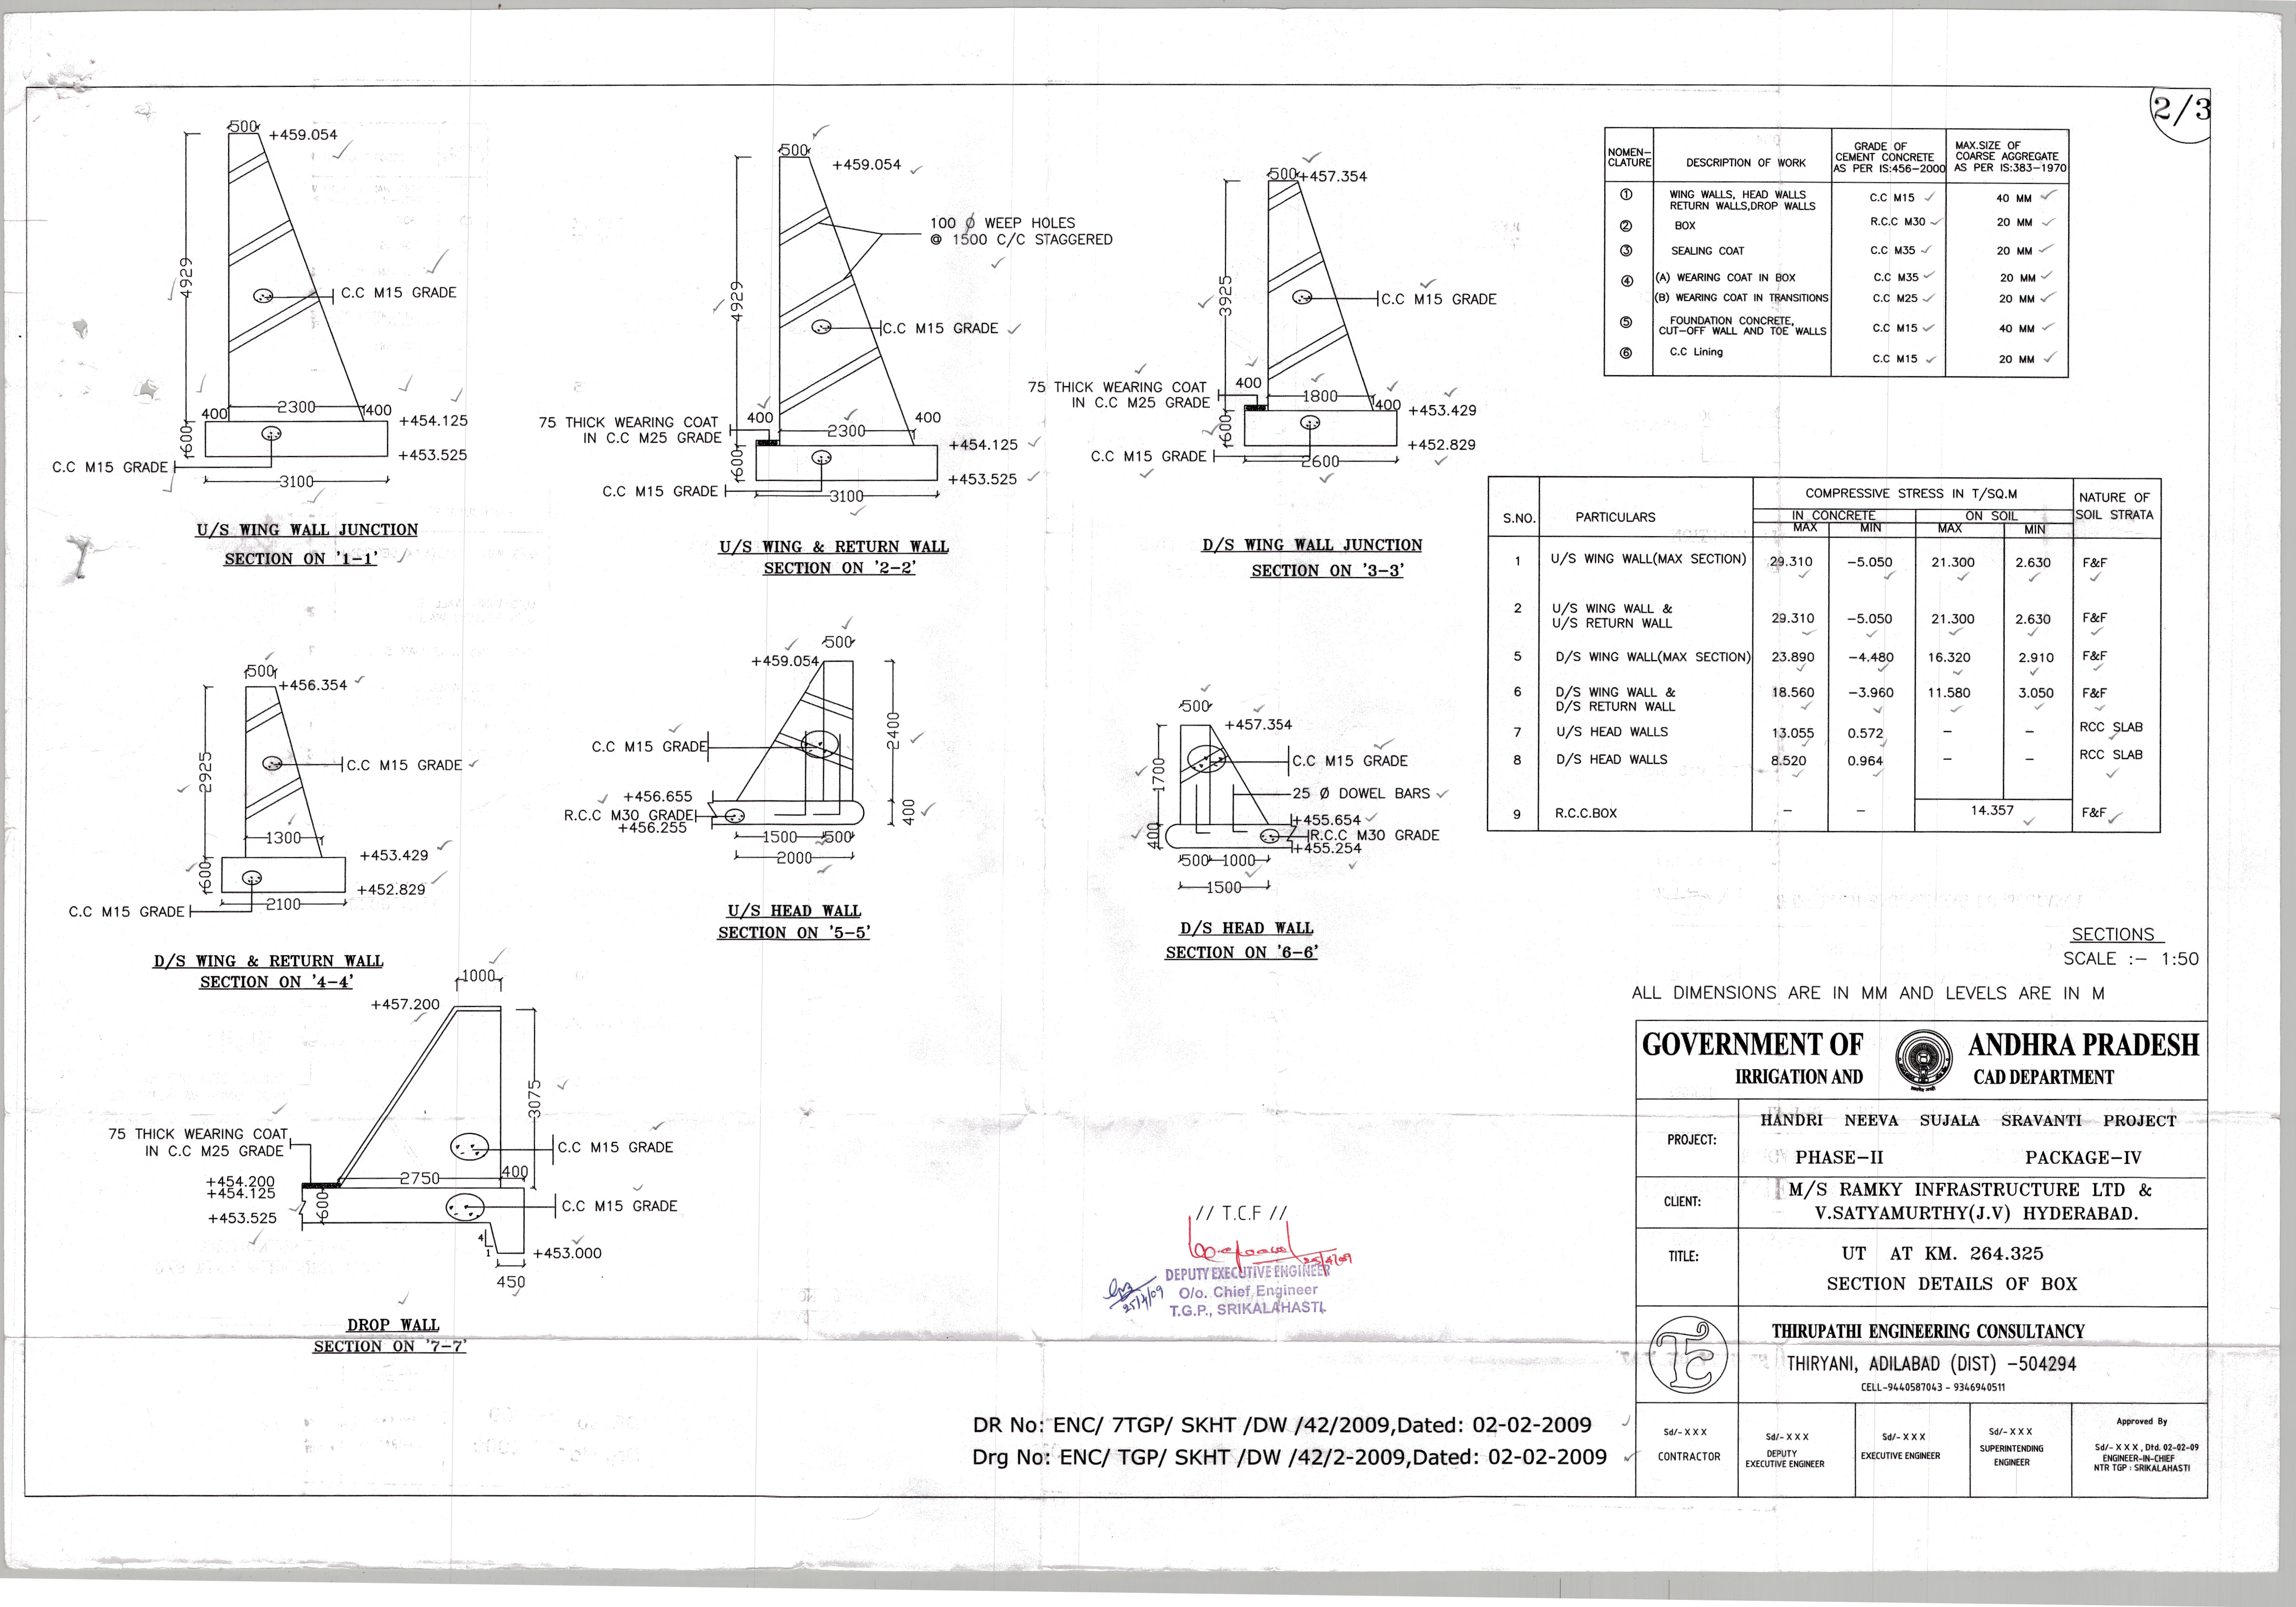 2/3
500
+459.054
4929
C.C M15 GRADE
400
2300
400
+454.125
600
+453.525
C.C M15 GRADE
3100
U/S WING WALL JUNCTION
SECTION ON '1-1'
500
+459.054
100 Ø WEEP HOLES
@ 1500 C/C STAGGERED
4929
C.C M15 GRADE
75 THICK WEARING COAT
IN C.C M25 GRADE
400
2300
400
+454.125
600
+453.525
C.C M15 GRADE
3100
U/S WING & RETURN WALL
SECTION ON '2-2'
500
+457.354
3925
C.C M15 GRADE
75 THICK WEARING COAT
IN C.C M25 GRADE
400
1800
400
+453.429
600
+452.829
C.C M15 GRADE
2600
D/S WING WALL JUNCTION
SECTION ON '3-3'
NOMEN-
CLATURE
DESCRIPTION OF WORK
GRADE OF
CEMENT CONCRETE
AS PER IS:456-2000
MAX.SIZE OF
COARSE AGGREGATE
AS PER IS:383-1970
1 WING WALLS, HEAD WALLS
RETURN WALLS,DROP WALLS C.C M15 40 MM
2 BOX R.C.C M30 20 MM
3 SEALING COAT C.C M35 20 MM
4 (A) WEARING COAT IN BOX C.C M35 20 MM
(B) WEARING COAT IN TRANSITIONS C.C M25 20 MM
5 FOUNDATION CONCRETE,
CUT-OFF WALL AND TOE WALLS C.C M15 40 MM
6 C.C Lining C.C M15 20 MM
S.NO. PARTICULARS COMPRESSIVE STRESS IN T/SQ.M NATURE OF
SOIL STRATA
IN CONCRETE ON SOIL
MAX MIN MAX MIN
1 U/S WING WALL(MAX SECTION) 29.310 -5.050 21.300 2.630 F&F
2 U/S WING WALL &
U/S RETURN WALL 29.310 -5.050 21.300 2.630 F&F
5 D/S WING WALL(MAX SECTION) 23.890 -4.480 16.320 2.910 F&F
6 D/S WING WALL &
D/S RETURN WALL 18.560 -3.960 11.580 3.050 F&F
7 U/S HEAD WALLS 13.055 0.572 - - RCC SLAB
8 D/S HEAD WALLS 8.520 0.964 - - RCC SLAB
9 R.C.C.BOX - - 14.357 F&F
500
+456.354
2925
C.C M15 GRADE
1300
+453.429
600
+452.829
C.C M15 GRADE
2100
D/S WING & RETURN WALL
SECTION ON '4-4'
500
+459.054
2400
C.C M15 GRADE
+456.655
R.C.C M30 GRADE
+456.255
400
1500
500
2000
U/S HEAD WALL
SECTION ON '5-5'
500
+457.354
1700
C.C M15 GRADE
25 Ø DOWEL BARS
+455.654
R.C.C M30 GRADE
+455.254
400
500
1000
1500
D/S HEAD WALL
SECTION ON '6-6'
1000
+457.200
3075
75 THICK WEARING COAT
IN C.C M25 GRADE
C.C M15 GRADE
+454.200
+454.125
2750
400
600
C.C M15 GRADE
+453.525
4
1
+453.000
450
DROP WALL
SECTION ON '7-7'
SECTIONS
SCALE :- 1:50
ALL DIMENSIONS ARE IN MM AND LEVELS ARE IN M
GOVERNMENT OF ANDHRA PRADESH
IRRIGATION AND CAD DEPARTMENT
PROJECT:
HANDRI NEEVA SUJALA SRAVANTI PROJECT
PHASE-II PACKAGE-IV
CLIENT:
M/S RAMKY INFRASTRUCTURE LTD &
V.SATYAMURTHY(J.V) HYDERABAD.
TITLE:
UT AT KM. 264.325
SECTION DETAILS OF BOX
THIRUPATHI ENGINEERING CONSULTANCY
THIRYANI, ADILABAD (DIST) -504294
CELL-9440587043 - 9346940511
Sd/- X X X
CONTRACTOR
Sd/- X X X
DEPUTY
EXECUTIVE ENGINEER
Sd/- X X X
EXECUTIVE ENGINEER
Sd/- X X X
SUPERINTENDING
ENGINEER
Approved By
Sd/- X X X , Dtd. 02-02-09
ENGINEER-IN-CHIEF
NTR TGP : SRIKALAHASTI
// T.C.F //
25/4/09
DEPUTY EXECUTIVE ENGINEER
O/o. Chief Engineer
T.G.P., SRIKALAHASTI.
25/4/09
DR No: ENC/ 7TGP/ SKHT /DW /42/2009,Dated: 02-02-2009
Drg No: ENC/ TGP/ SKHT /DW /42/2-2009,Dated: 02-02-2009